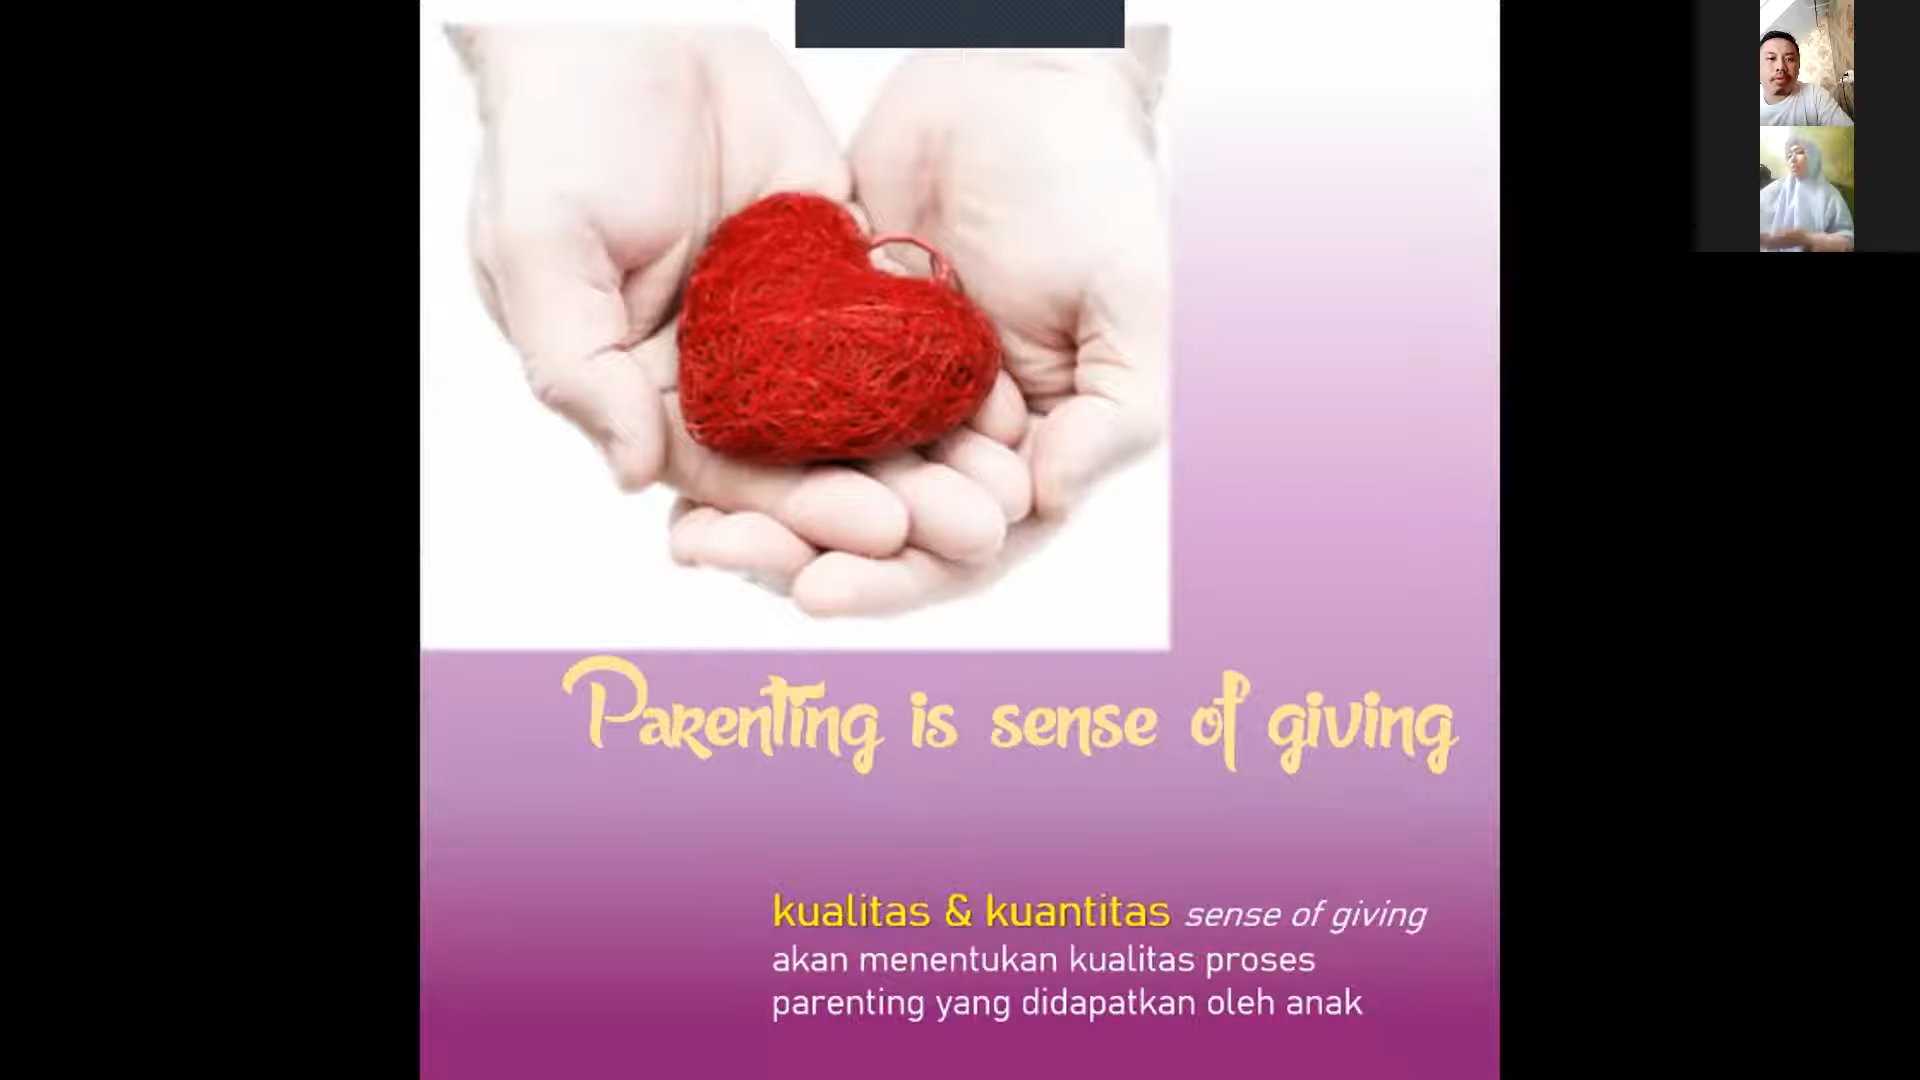 Parenting is sense of giving
kualitas & kuantitas sense of giving
akan menentukan kualitas proses
parenting yang didapatkan oleh anak